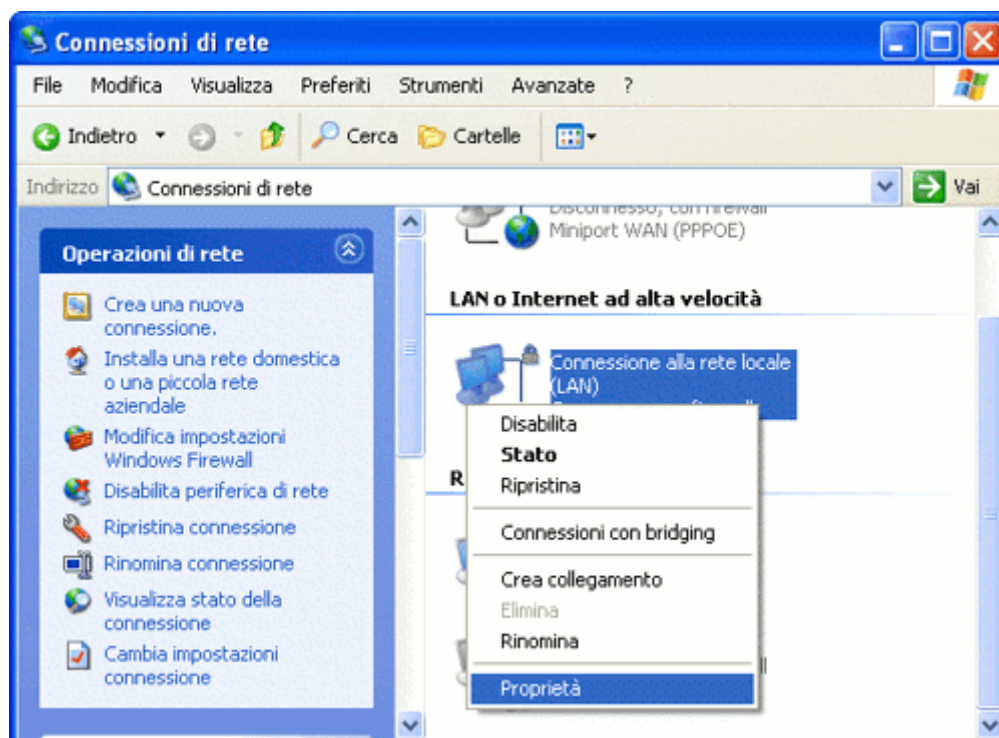 Connessioni di rete
File Modifica Visualizza Preferiti Strumenti Avanzate ?
Indietro Cerca Cartelle
Indirizzo Connessioni di rete Vai
Operazioni di rete
Crea una nuova
connessione.
Installa una rete domestica
o una piccola rete
aziendale
Modifica impostazioni
Windows Firewall
Disabilita periferica di rete
Ripristina connessione
Rinomina connessione
Visualizza stato della
connessione
Cambia impostazioni
connessione
Disconnesso, con firewall
Miniport WAN (PPPOE)
LAN o Internet ad alta velocità
Connessione alla rete locale
(LAN)
R
Disabilita
Stato
Ripristina
Connessioni con bridging
Crea collegamento
Elimina
Rinomina
Proprietà